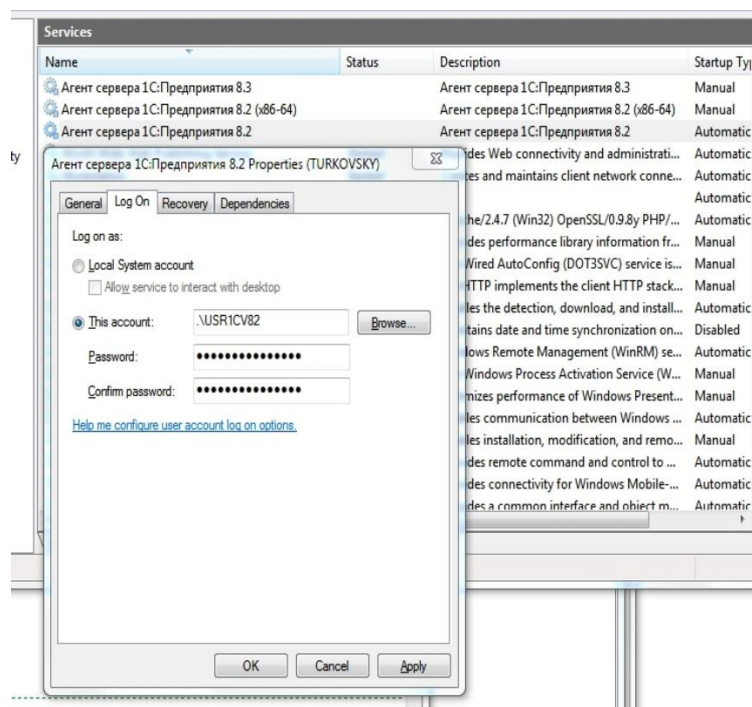 Services
Name Status Description Startup Ty
Агент сервера 1С:Предприятия 8.3 Агент сервера 1С:Предприятия 8.3 Manual
Агент сервера 1С:Предприятия 8.2 (x86-64) Агент сервера 1С:Предприятия 8.2 (x86-64) Manual
Агент сервера 1С:Предприятия 8.2 Агент сервера 1С:Предприятия 8.2 Automatic
ty des Web connectivity and administrati... Automatic
Агент сервера 1С:Предприятия 8.2 Properties (TURKOVSKY)
es and maintains client network conne... Automatic
Automatic
General Log On Recovery Dependencies
he/2.4.7 (Win32) OpenSSL/0.9.8y PHP/... Automatic
Log on as:
des performance library information fr... Manual
Local System account
Wired AutoConfig (DOT3SVC) service is... Manual
Allow service to interact with desktop
HTTP implements the client HTTP stack... Manual
les the detection, download, and install... Automatic
This account: .\USR1CV82 Browse...
tains date and time synchronization on... Disabled
lows Remote Management (WinRM) se... Automatic
Password:
Windows Process Activation Service (W... Manual
mizes performance of Windows Present... Manual
Confirm password:
les communication between Windows ... Automatic
Help me configure user account log on options.
les installation, modification, and remo... Manual
des remote command and control to ... Automatic
des connectivity for Windows Mobile-... Automatic
des a common interface and object m... Automatic
OK Cancel Apply